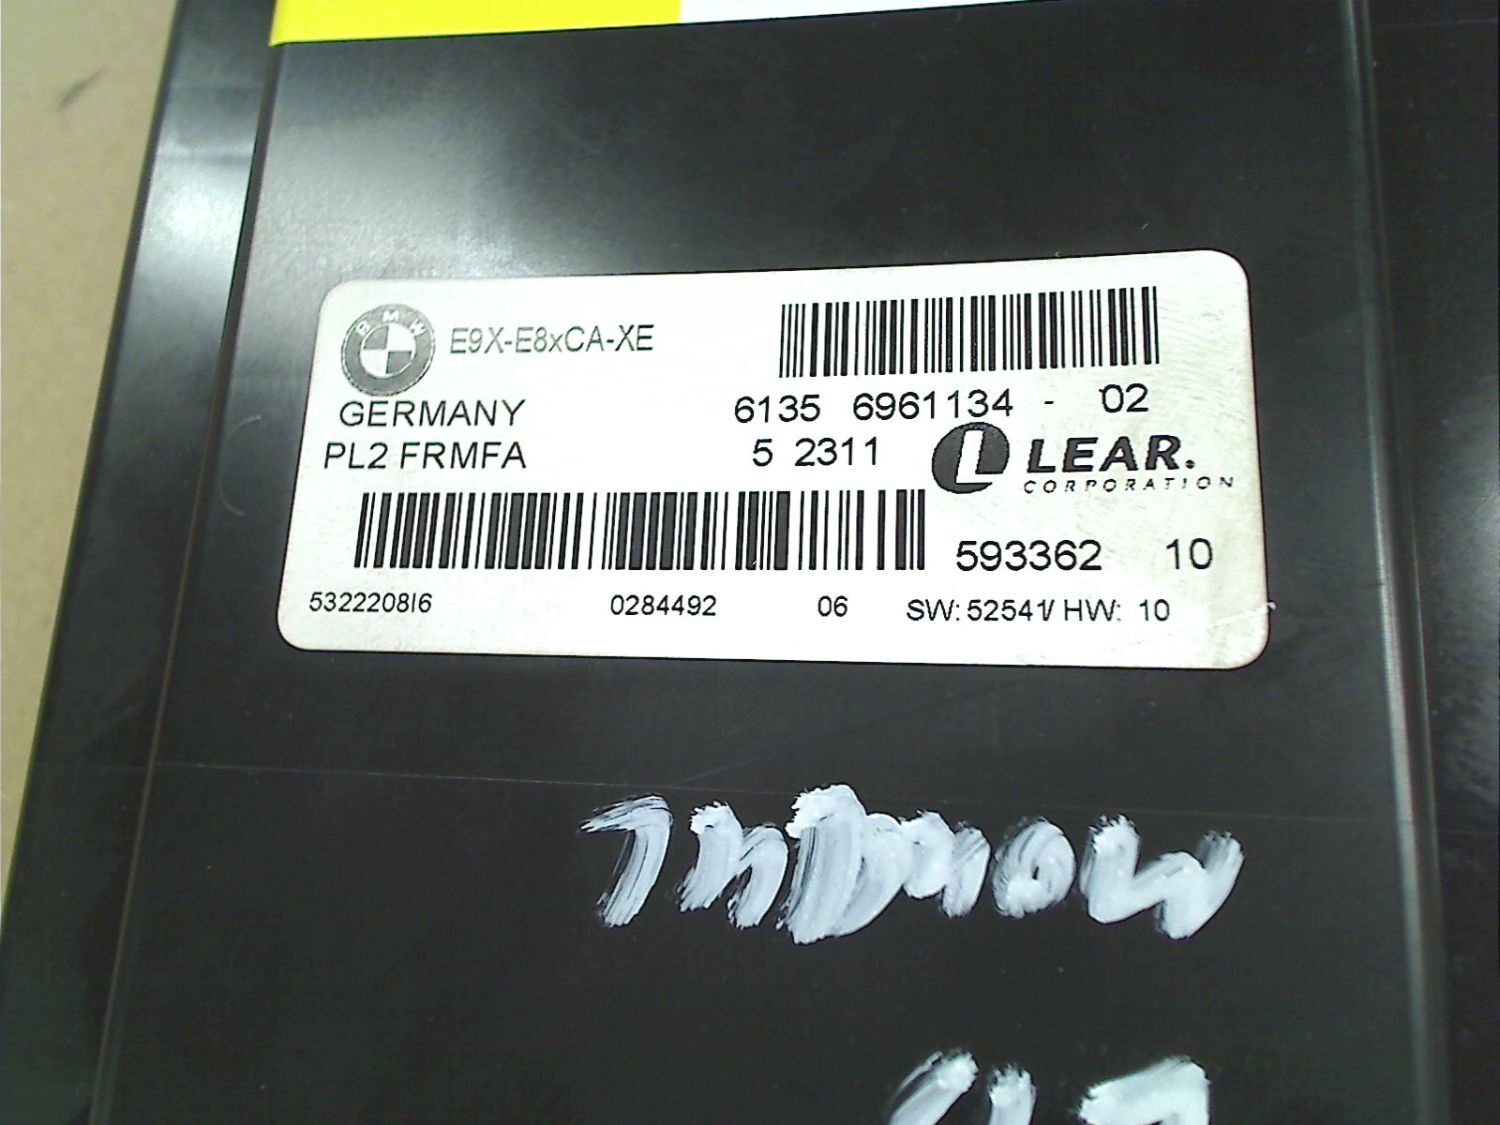 BMW E9X-E8xCA-XE
GERMANY 6135 6961134 - 02
PL2 FRMFA 5 2311 L LEAR.
CORPORATION
593362 10
5322208I6 0284492 06 SW: 52541/ HW: 10